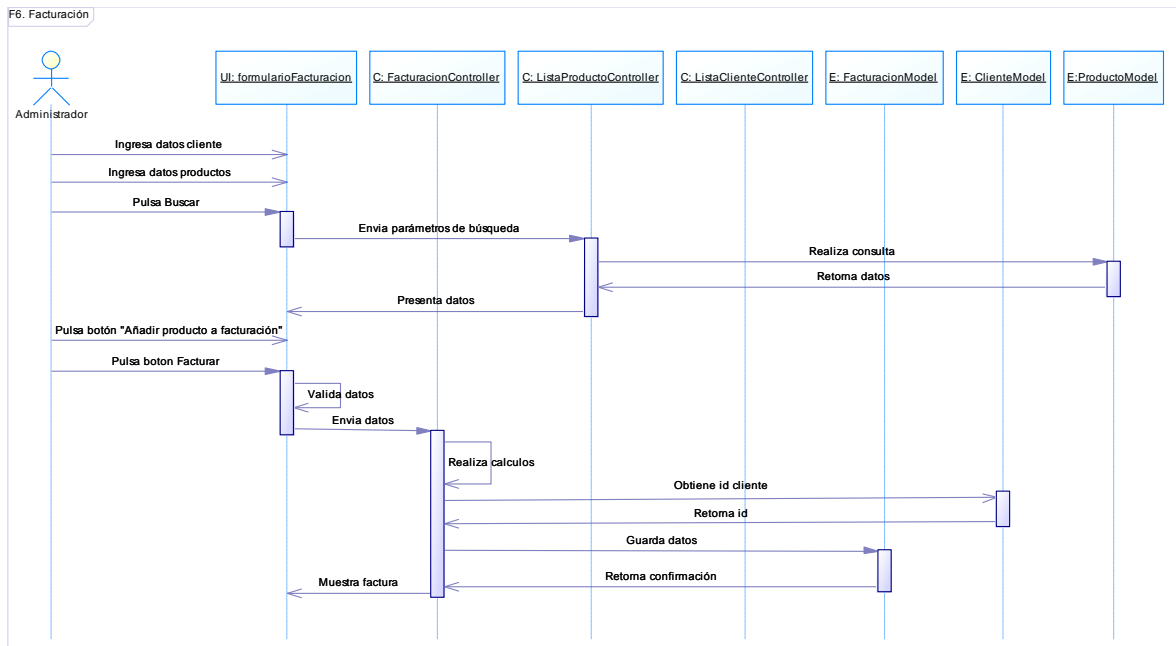 F6. Facturación
Administrador
UI: formularioFacturacion
C: FacturacionController
C: ListaProductoController
C: ListaClienteController
E: FacturacionModel
E: ClienteModel
E:ProductoModel
Ingresa datos cliente
Ingresa datos productos
Pulsa Buscar
Envia parámetros de búsqueda
Realiza consulta
Retorna datos
Presenta datos
Pulsa botón "Añadir producto a facturación"
Pulsa boton Facturar
Valida datos
Envia datos
Realiza calculos
Obtiene id cliente
Retorna id
Guarda datos
Retorna confirmación
Muestra factura